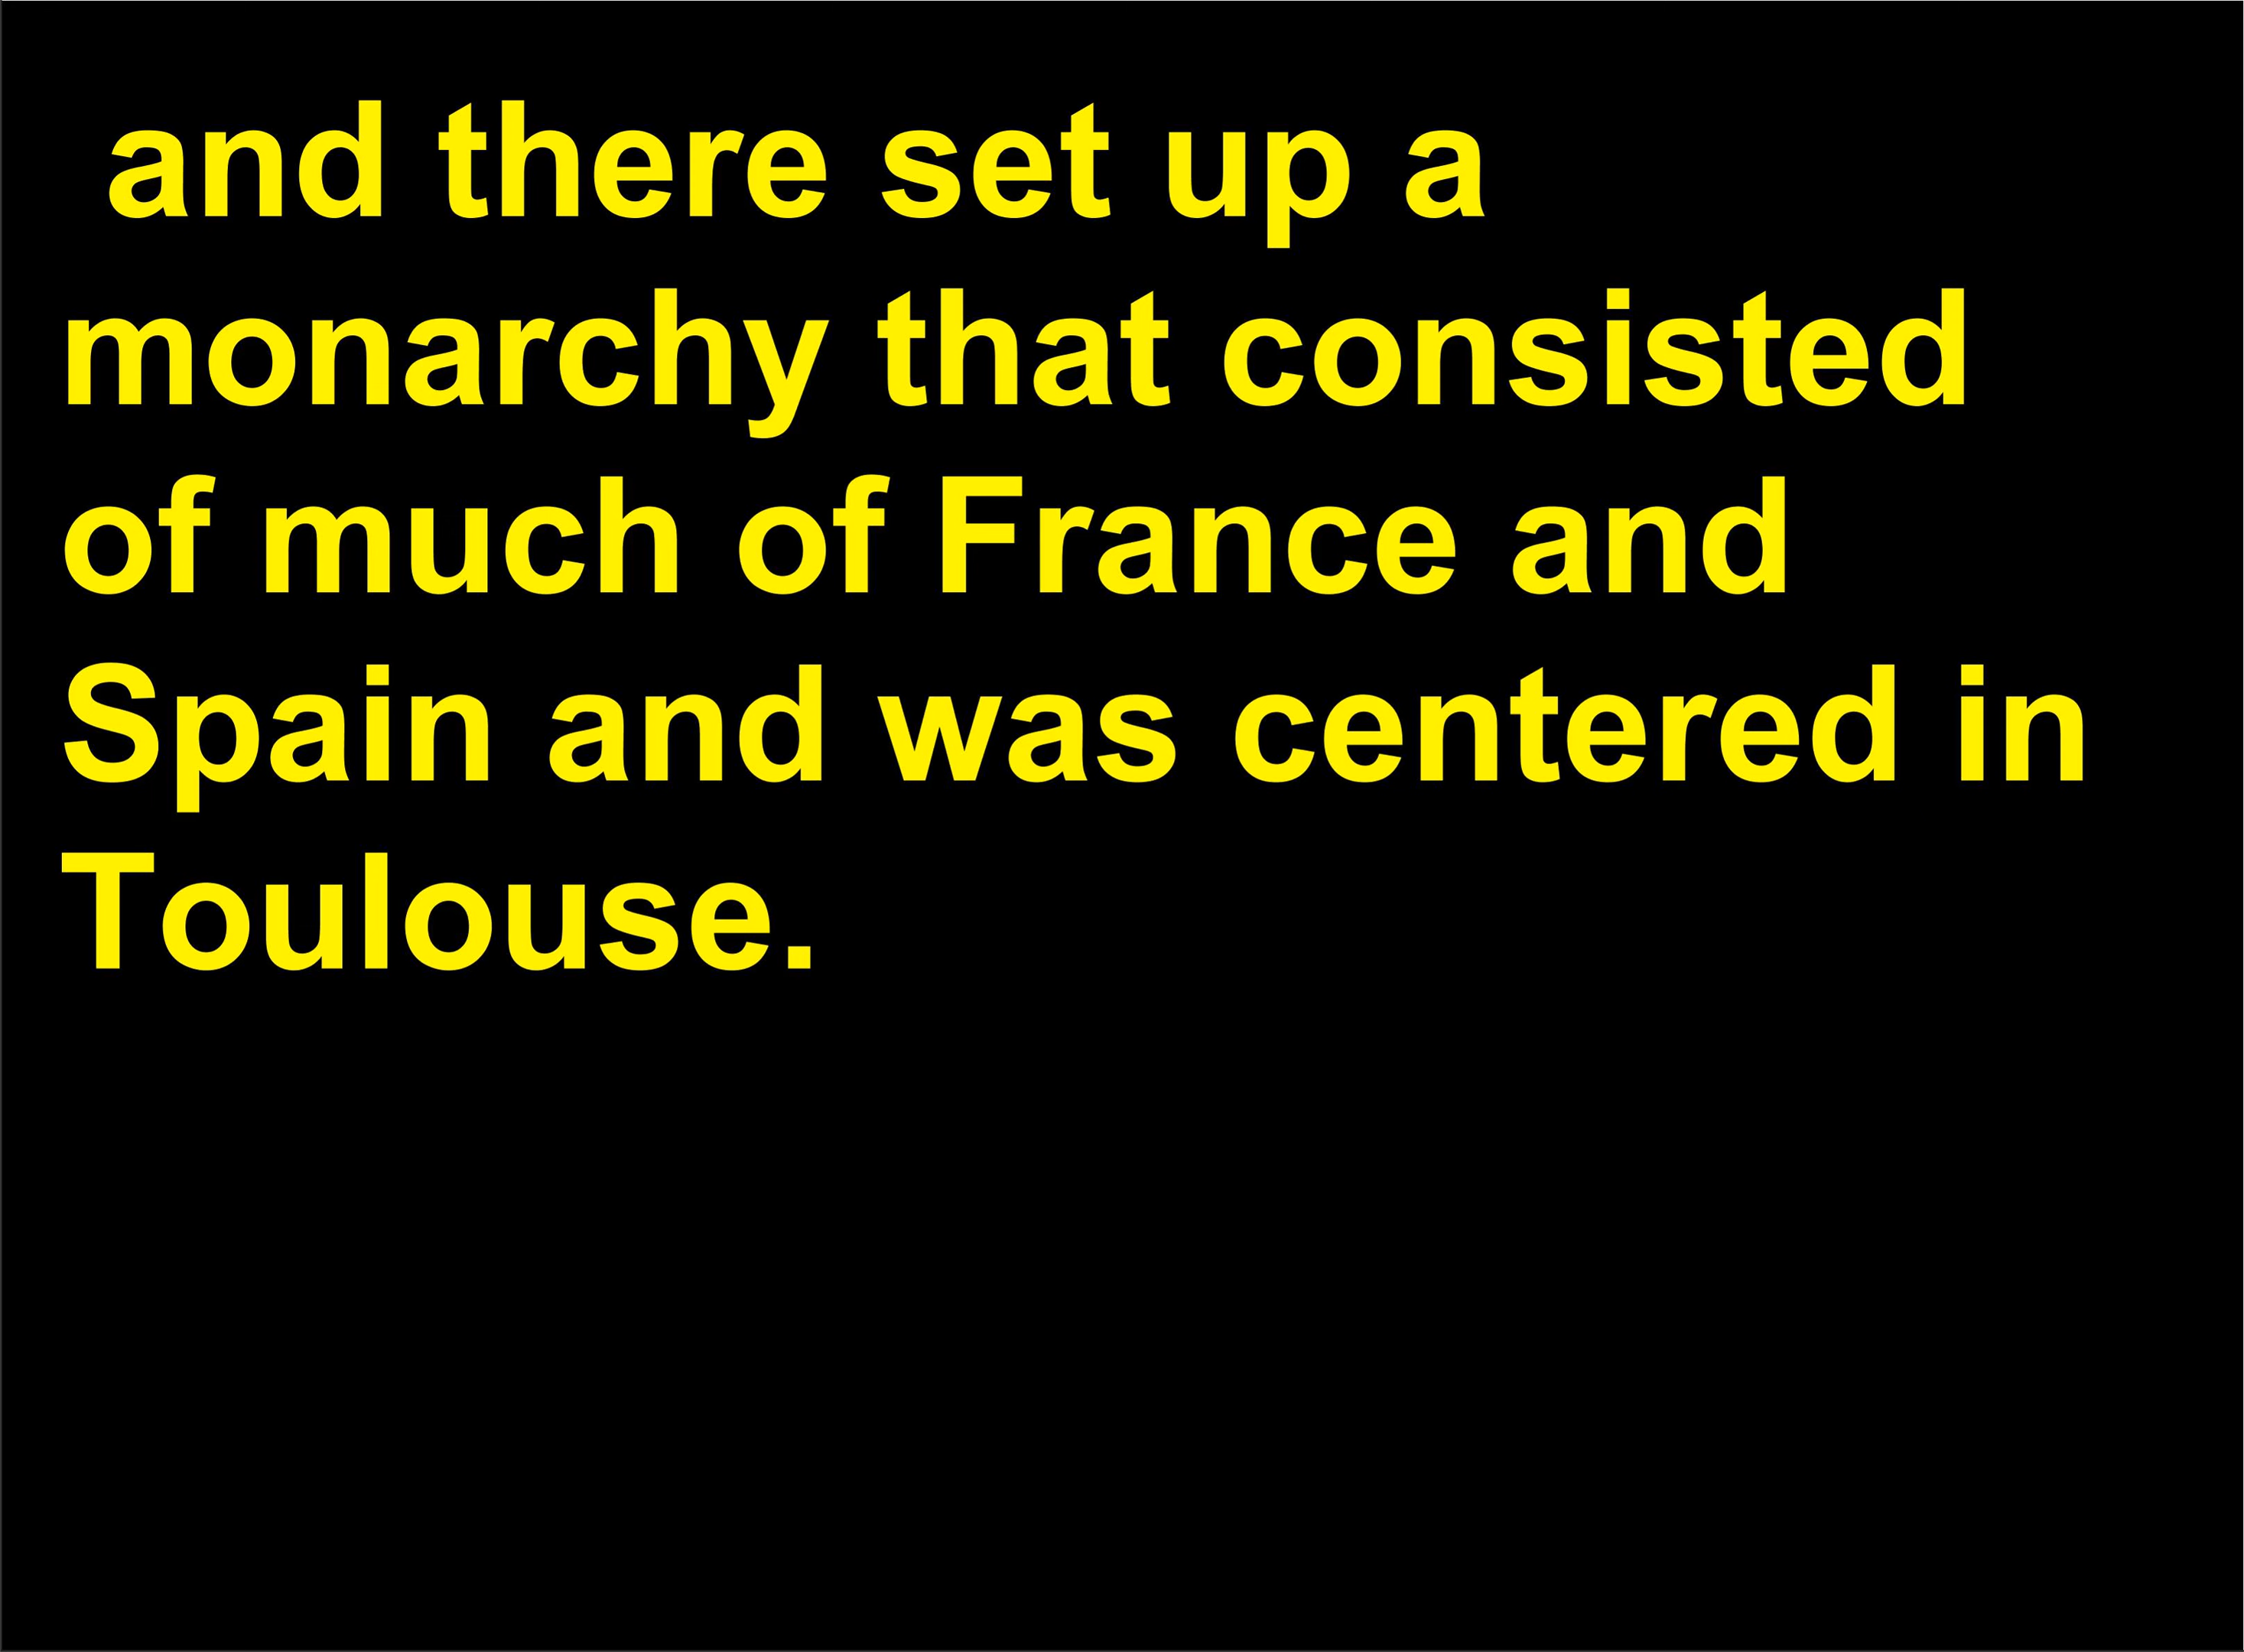 and there set up a
monarchy that consisted
of much of France and
Spain and was centered in
Toulouse.